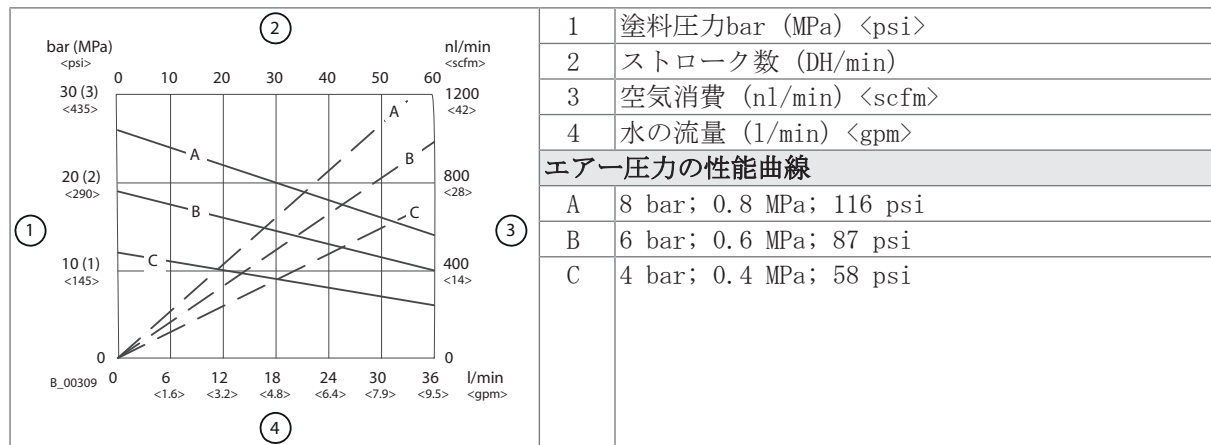 2
bar (MPa)
<psi>
nl/min
<scfm>
0 10 20 30 40 50 60
30 (3)
<435>
1200
<42>
A
A
B
20 (2)
<290>
800
<28>
B
C
1
3
C
10 (1)
<145>
400
<14>
0
0
B_00309
0 6 12 18 24 30 36 l/min
<1.6> <3.2> <4.8> <6.4> <7.9> <9.5> <gpm>
4
1 塗料圧力bar (MPa) <psi>
2 ストローク数 (DH/min)
3 空気消費 (nl/min) <scfm>
4 水の流量 (l/min) <gpm>
エアー圧力の性能曲線
A 8 bar; 0.8 MPa; 116 psi
B 6 bar; 0.6 MPa; 87 psi
C 4 bar; 0.4 MPa; 58 psi